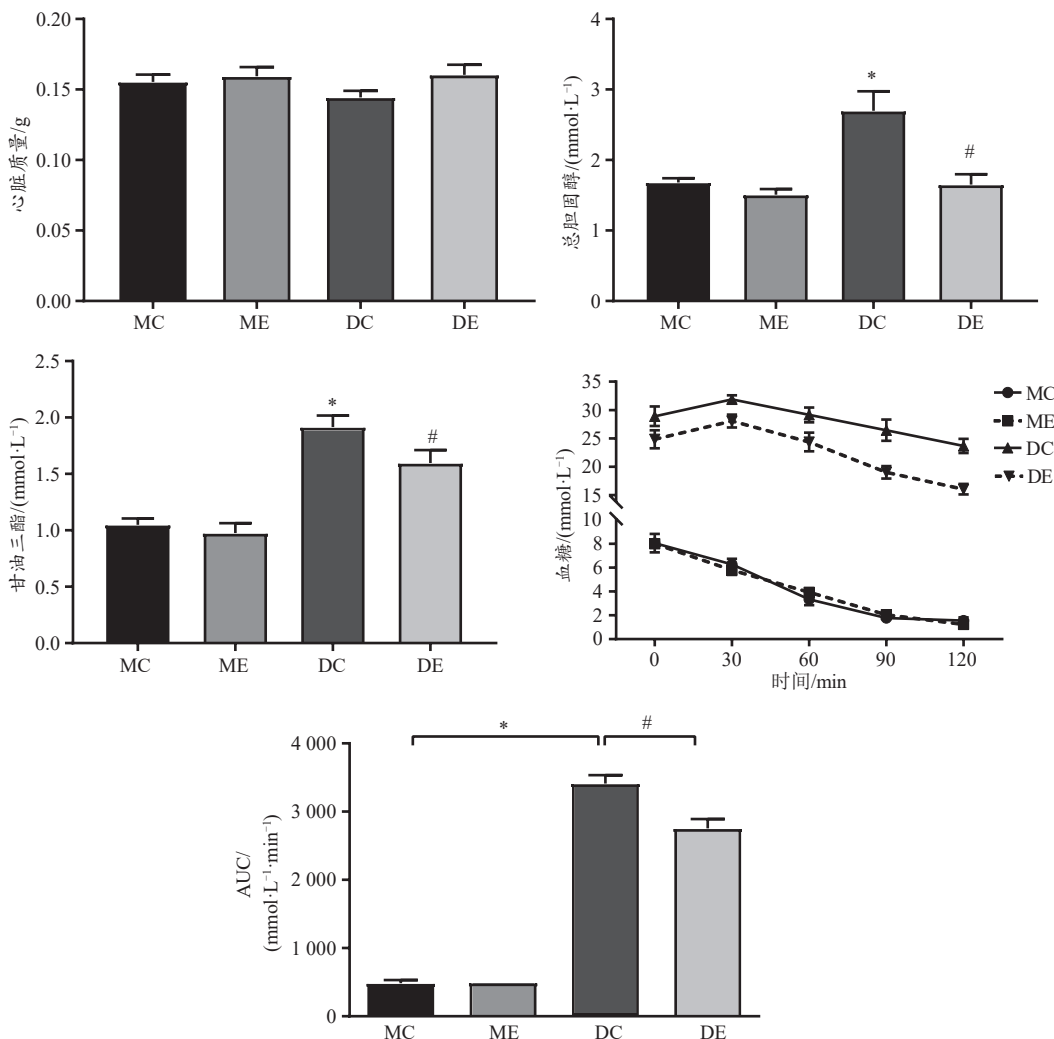 心脏质量/g
0.20
0.15
0.10
0.05
0.00
MC ME DC DE
总胆固醇/(mmol·L⁻¹)
4
3
2
1
0
*
#
MC ME DC DE
甘油三酯/(mmol·L⁻¹)
2.5
2.0
1.5
1.0
0.5
0.0
*
#
MC ME DC DE
血糖/(mmol·L⁻¹)
35
30
25
20
15
10
8
6
4
2
0
0 30 60 90 120
时间/min
MC
ME
DC
DE
AUC/
(mmol·L⁻¹·min⁻¹)
4 000
3 000
2 000
1 000
0
* #
MC ME DC DE